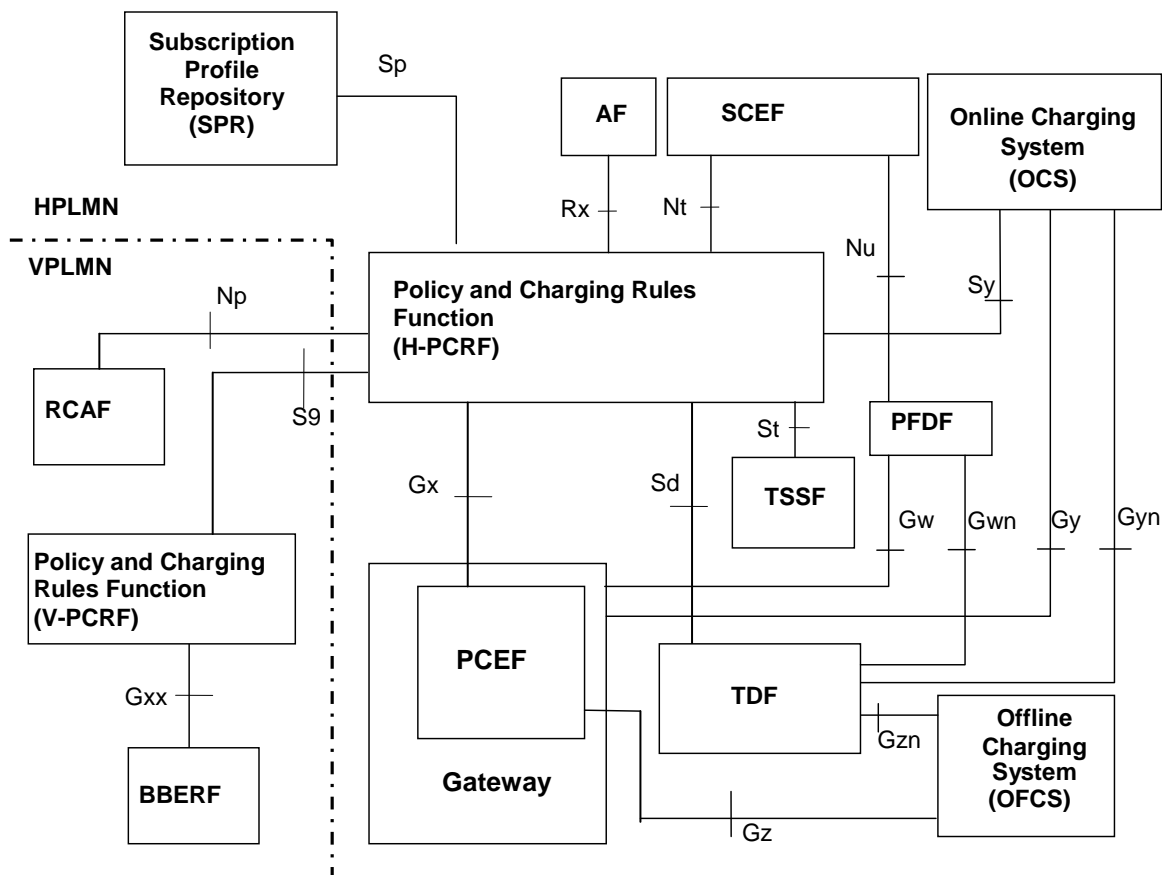 Subscription
Profile
Repository
(SPR)
Sp
AF
SCEF
Online Charging
System
(OCS)
HPLMN
Rx
Nt
VPLMN
Nu
Np
Policy and Charging Rules
Function
(H-PCRF)
Sy
RCAF
S9
St
PFDF
Gx
Sd
TSSF
Gw
Gwn
Gy
Gyn
Policy and Charging
Rules Function
(V-PCRF)
PCEF
TDF
Gxx
Gzn
Offline
Charging
System
(OFCS)
BBERF
Gateway
Gz